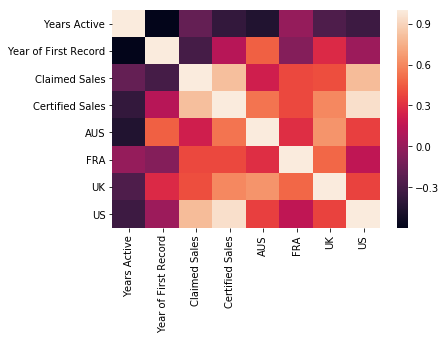 Years Active
Year of First Record
Claimed Sales
Certified Sales
AUS
FRA
UK
US
Years Active
Year of First Record
Claimed Sales
Certified Sales
AUS
FRA
UK
US
0.9
0.6
0.3
0.0
−0.3